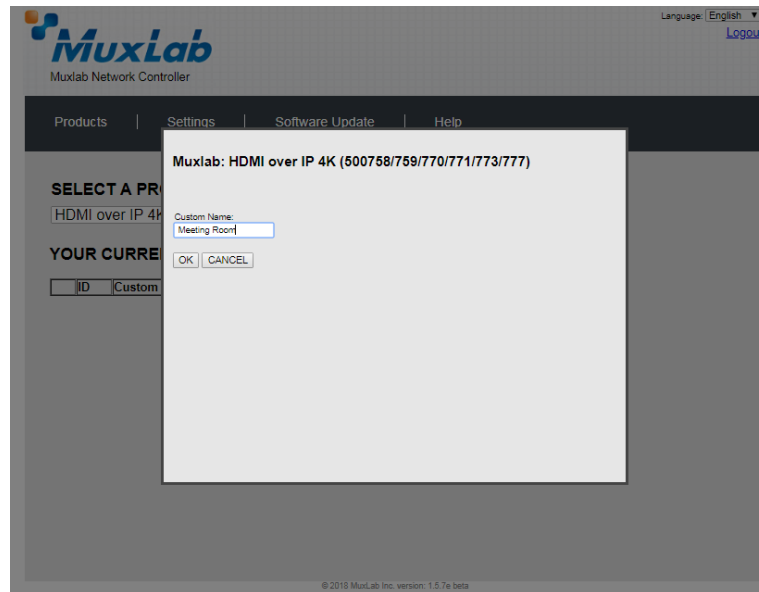 Language: English ▼
Logou
MuxLab
Muxlab Network Controller
Products | Settings | Software Update | Help
Muxlab: HDMI over IP 4K (500758/759/770/771/773/777)
SELECT A PR
HDMI over IP 4K
Custom Name:
Meeting Room
YOUR CURRE
OK CANCEL
ID Custom
© 2018 MuxLab Inc. version: 1.5.7e beta